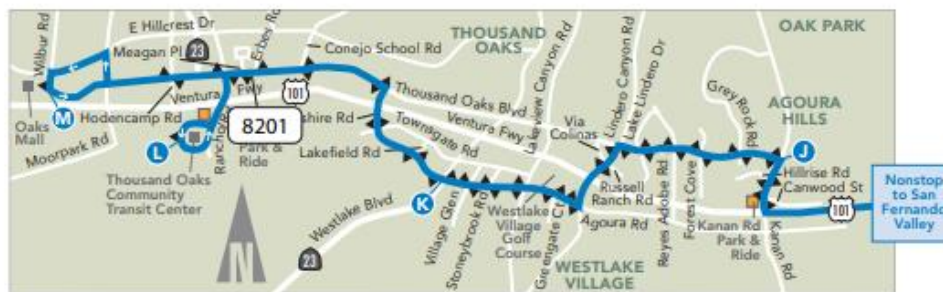 Wilbur Rd
E Hillcrest Dr
Meagan Pl
23
Erbes Rd
Conejo School Rd
THOUSAND
OAKS
Lakeview Canyon Rd
Lindero Canyon Rd
Lake Lindero Dr
OAK PARK
Grey Rock Rd
AGOURA
HILLS
Ventura Fwy
101
Thousand Oaks Blvd
Ventura Fwy
Via
Colinas
M
Oaks
Mall
Hodencamp Rd
Moorpark Rd
L
Rancho
8201
Park &
Ride
shire Rd
Townsgate Rd
Lakefield Rd
J
Hillrise Rd
Canwood St
Thousand Oaks
Community
Transit Center
N
Westlake Blvd
23
K
Village Glen
Stoneybrook Rd
Westlake
Village
Golf
Course
Greengate Ct
Russell
Ranch Rd
Agoura Rd
Reyes Adobe Rd
Forest Cove
Kanan Rd
Park &
Ride
Kanan Rd
101
Nonstop
to San
Fernando
Valley
WESTLAKE
VILLAGE